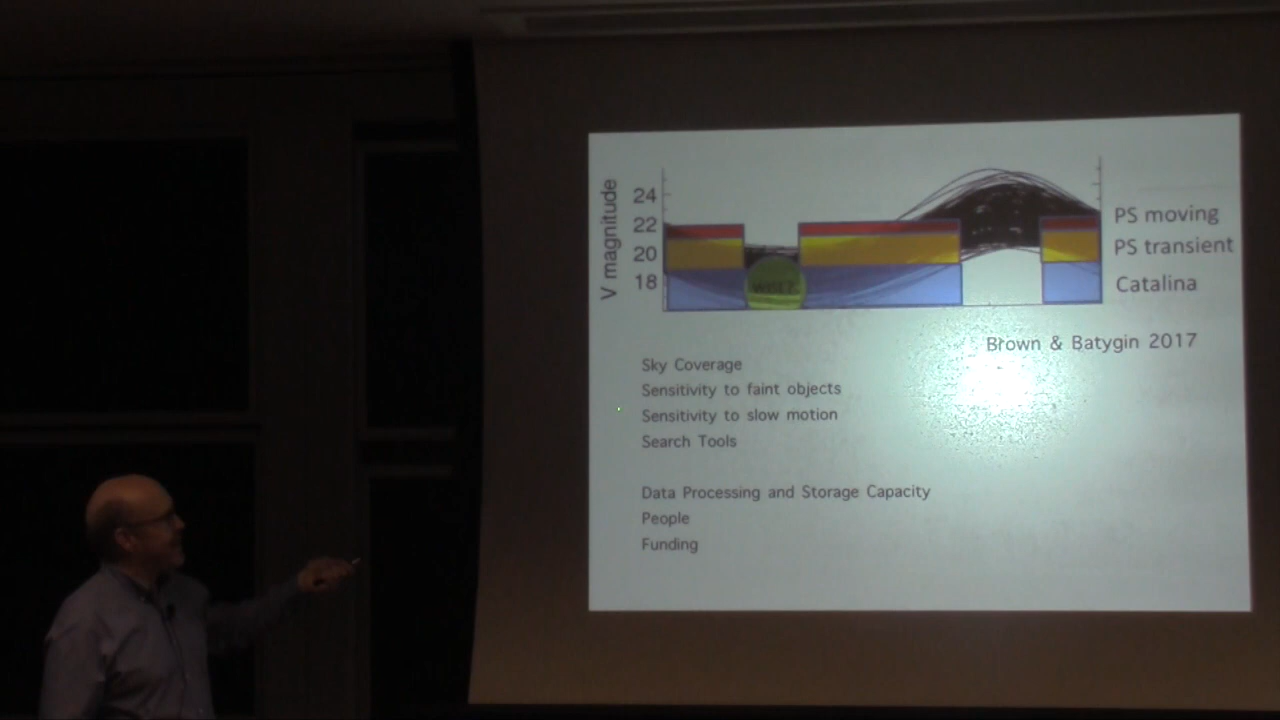 V magnitude
24
22
20
18
PS moving
PS transient
Catalina
Brown & Batygin 2017
Sky Coverage
Sensitivity to faint objects
Sensitivity to slow motion
Search Tools
Data Processing and Storage Capacity
People
Funding